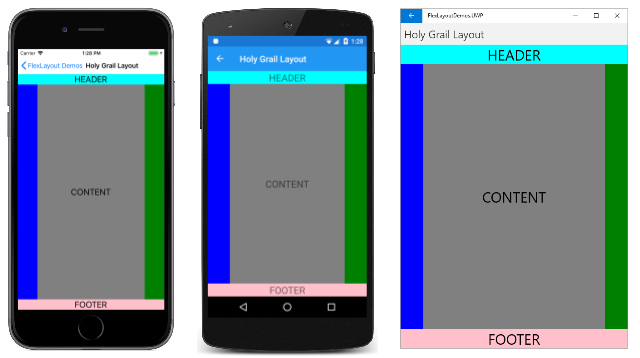 Carrier 1:28 PM
FlexLayout Demos Holy Grail Layout
HEADER
CONTENT
FOOTER
1:28
Holy Grail Layout
HEADER
CONTENT
FOOTER
FlexLayoutDemos.UWP
Holy Grail Layout
HEADER
CONTENT
FOOTER